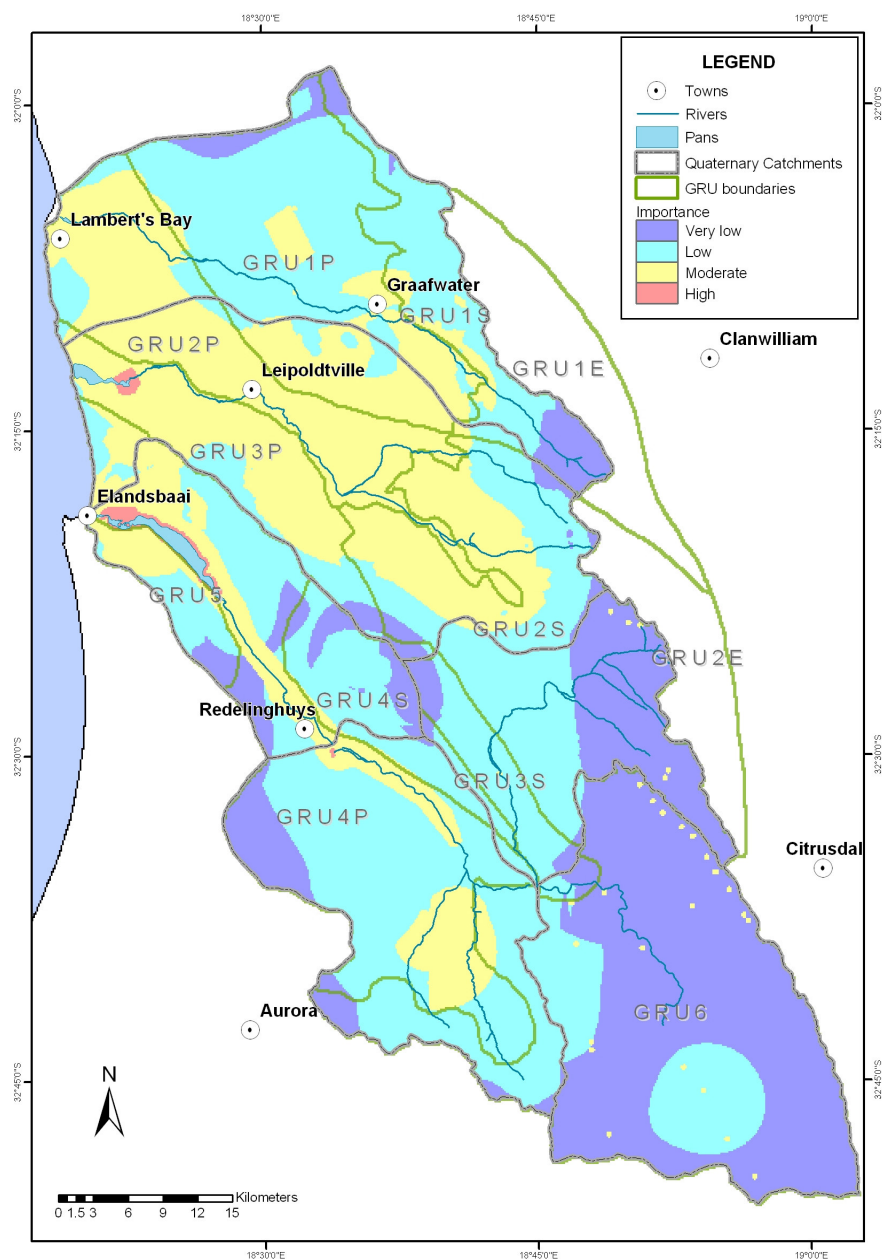 18°30'0"E
18°45'0"E
19°0'0"E
LEGEND
Towns
Rivers
Pans
Quaternary Catchments
GRU boundaries
Importance
Very low
Low
Moderate
High
32°0'0"S
32°0'0"S
Lambert's Bay
GRU1P
Graafwater
GRU1S
GRU2P
Clanwilliam
Leipoldtville
GRU1E
32°15'0"S
32°15'0"S
GRU3P
Elandsbaai
GRU5
GRU2S
GRU2E
GRU4S
Redelinghuys
32°30'0"S
32°30'0"S
GRU3S
GRU4P
Citrusdal
Aurora
GRU6
N
32°45'0"S
32°45'0"S
Kilometers
0 1.5 3 6 9 12 15
18°30'0"E
18°45'0"E
19°0'0"E